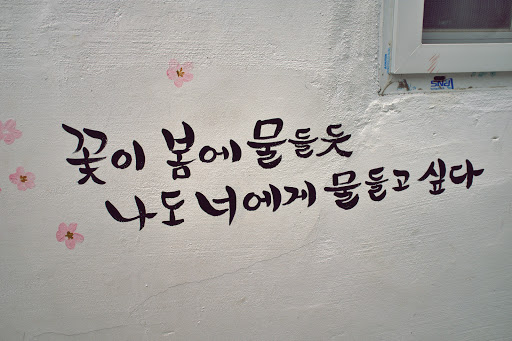 꽃이 봄에 물들듯
나도 너에게 물들고 싶다